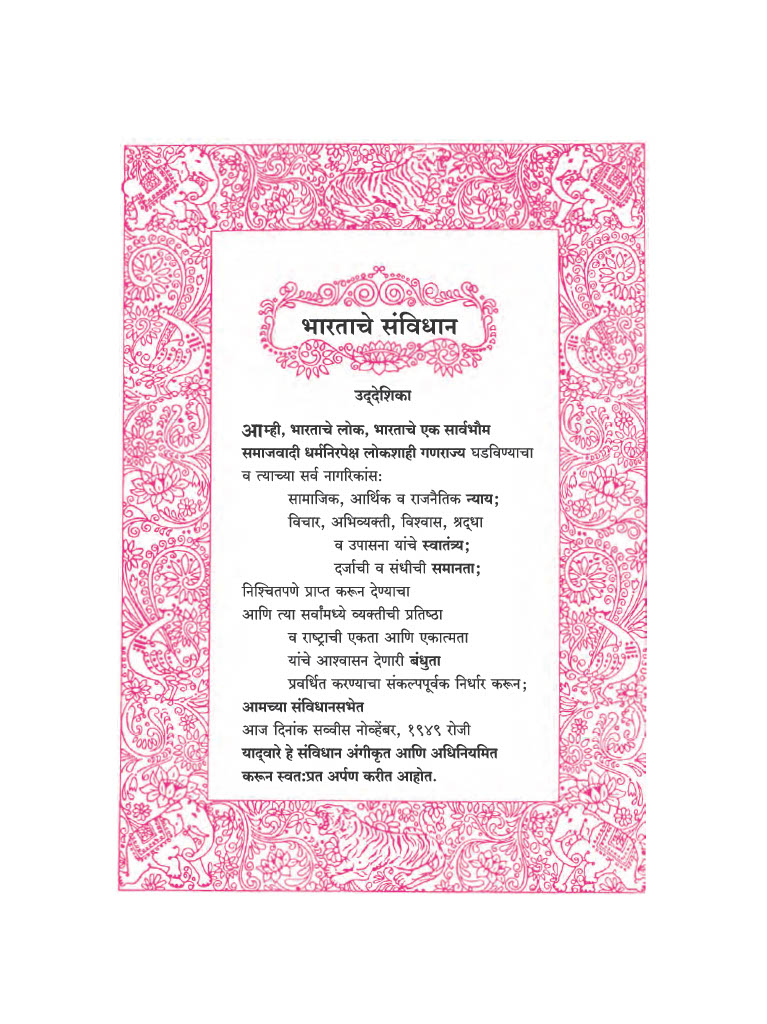 भारताचे संविधान
उद्‌देशिका
आम्ही, भारताचे लोक, भारताचे एक सार्वभौम
समाजवादी धर्मनिरपेक्ष लोकशाही गणराज्य घडविण्याचा
व त्याच्या सर्व नागरिकांस:
सामाजिक, आर्थिक व राजनैतिक न्याय;
विचार, अभिव्यक्ती, विश्वास, श्रद्‌धा
व उपासना यांचे स्वातंत्र्य;
दर्जाची व संधीची समानता;
निश्चितपणे प्राप्त करून देण्याचा
आणि त्या सर्वांमध्ये व्यक्तीची प्रतिष्ठा
व राष्ट्राची एकता आणि एकात्मता
यांचे आश्वासन देणारी बंधुता
प्रवर्धित करण्याचा संकल्पपूर्वक निर्धार करून;
आमच्या संविधानसभेत
आज दिनांक सव्वीस नोव्हेंबर, १९४९ रोजी
याद्‌वारे हे संविधान अंगीकृत आणि अधिनियमित
करून स्वत:प्रत अर्पण करीत आहोत.